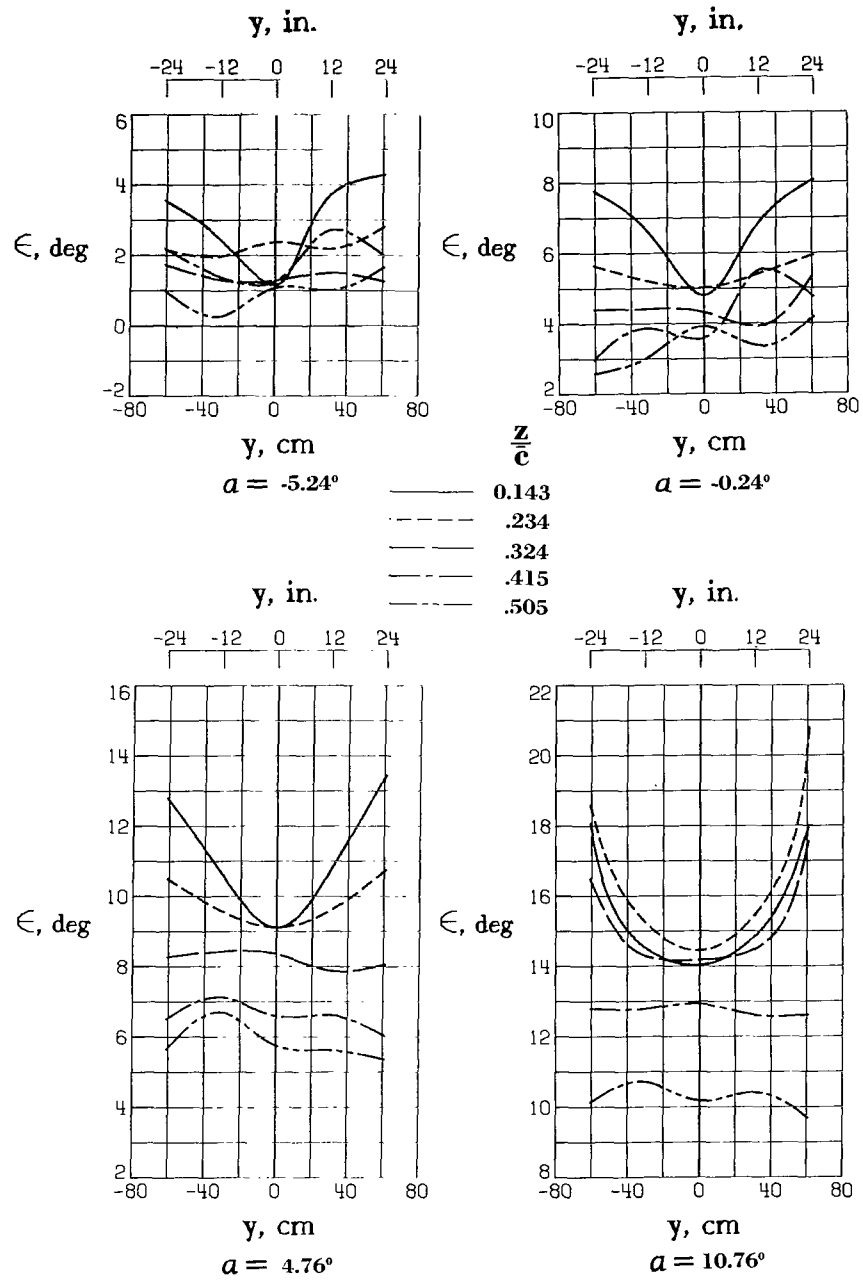 y, in.
-24 -12 0 12 24
6
4
2
0
-2
ϵ, deg
-80 -40 0 40 80
y, cm
a = -5.24°
y, in.
-24 -12 0 12 24
10
8
6
4
2
ϵ, deg
-80 -40 0 40 80
y, cm
a = -0.24°
z/c̄
0.143
.234
.324
.415
.505
y, in.
-24 -12 0 12 24
16
14
12
10
8
6
4
2
ϵ, deg
-80 -40 0 40 80
y, cm
a = 4.76°
y, in.
-24 -12 0 12 24
22
20
18
16
14
12
10
8
ϵ, deg
-80 -40 0 40 80
y, cm
a = 10.76°